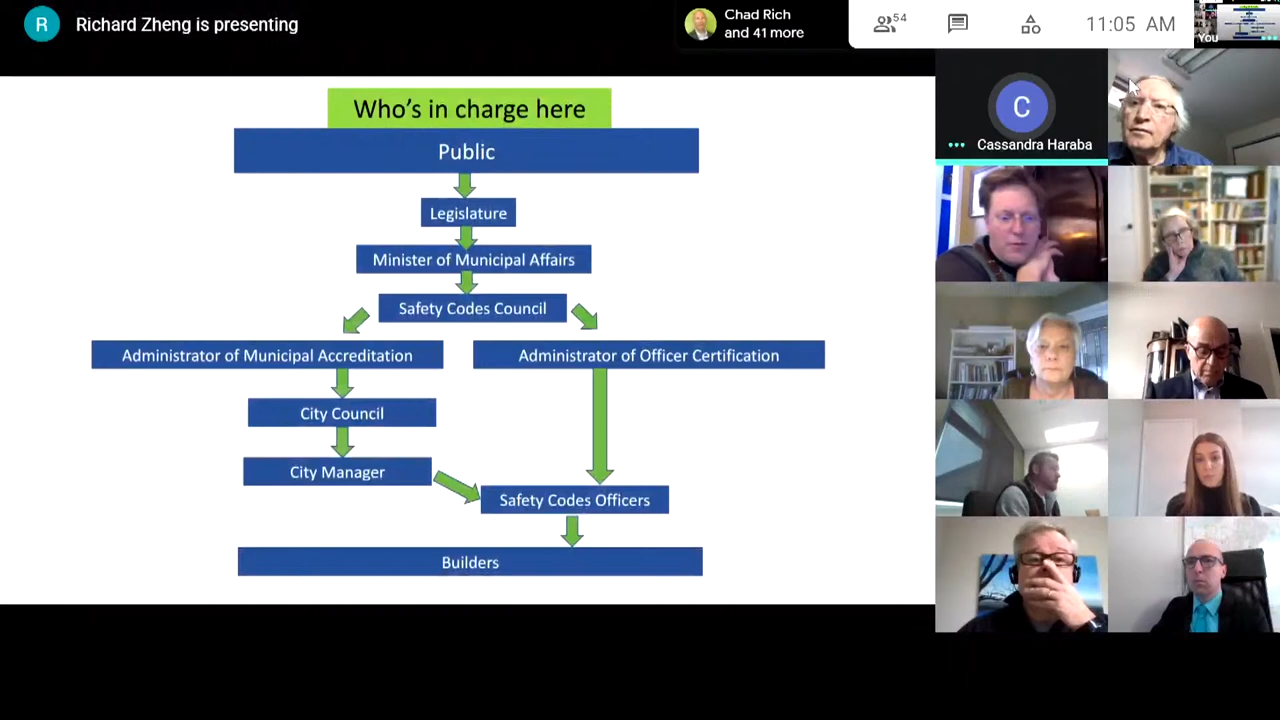 R
Richard Zheng is presenting
Chad Rich
and 41 more
54
11:05 AM
You
Who's in charge here
Public
Legislature
Minister of Municipal Affairs
Safety Codes Council
Administrator of Municipal Accreditation
Administrator of Officer Certification
City Council
City Manager
Safety Codes Officers
Builders
C
Cassandra Haraba